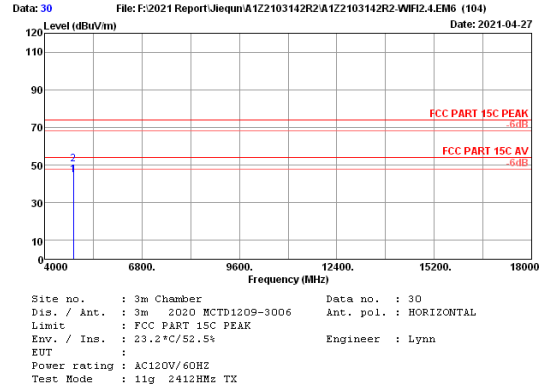 Data: 30 File: F:\2021 Report\Jiequn\A1Z2103142R2\A1Z2103142R2-WIFI2.4.EM6 (104)
120 Level (dBuV/m) Date: 2021-04-27
110
90
FCC PART 15C PEAK
70
-6dB
FCC PART 15C AV
2
-6dB
50
1
30
10
0
4000 6800. 9600. 12400. 15200. 18000
Frequency (MHz)
Site no. : 3m Chamber Data no. : 30
Dis. / Ant. : 3m 2020 MCTD1209-3006 Ant. pol. : HORIZONTAL
Limit : FCC PART 15C PEAK
Env. / Ins. : 23.2*C/52.5% Engineer : Lynn
EUT :
Power rating : AC120V/60HZ
Test Mode : 11g 2412HMz TX